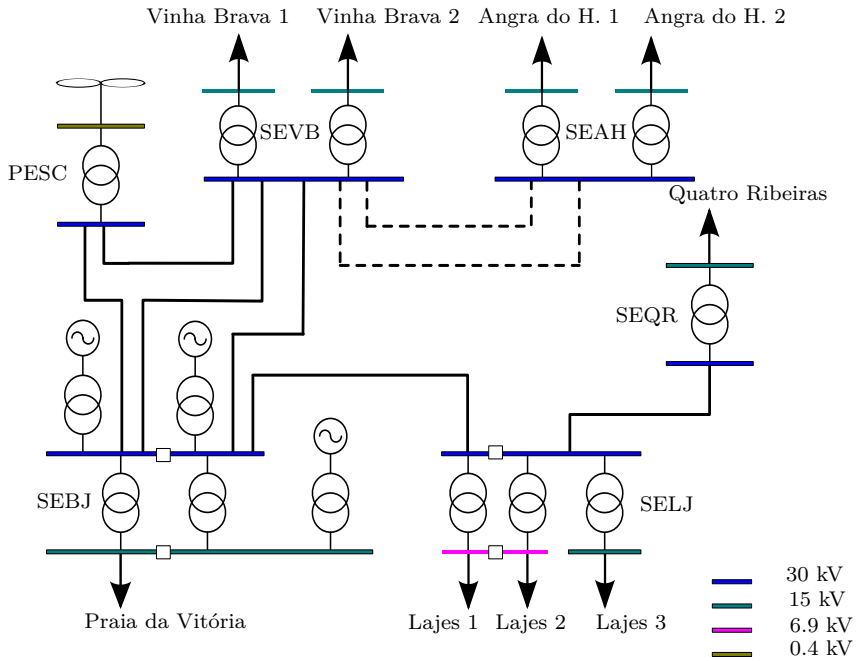 Vinha Brava 1
Vinha Brava 2
Angra do H. 1
Angra do H. 2
SEVB
SEAH
PESC
Quatro Ribeiras
SEQR
SEBJ
SELJ
Praia da Vitória
Lajes 1
Lajes 2
Lajes 3
30 kV
15 kV
6.9 kV
0.4 kV